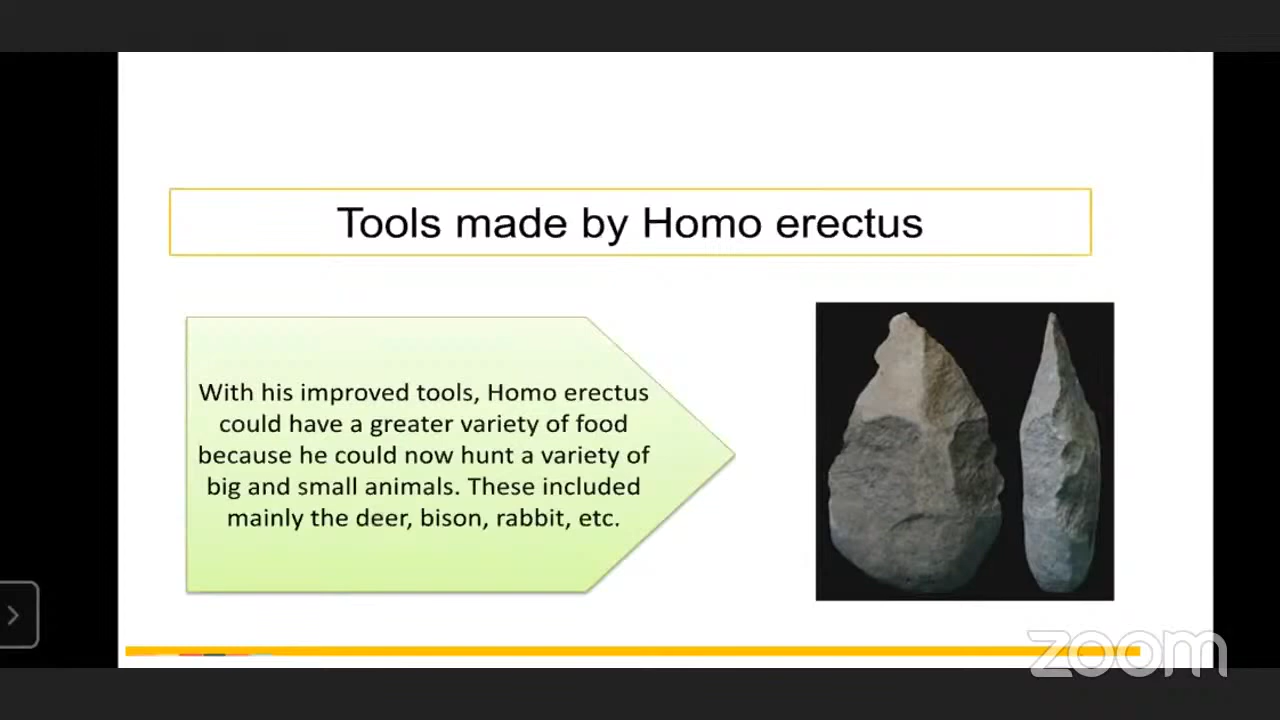 Tools made by Homo erectus
With his improved tools, Homo erectus
could have a greater variety of food
because he could now hunt a variety of
big and small animals. These included
mainly the deer, bison, rabbit, etc.
zoom